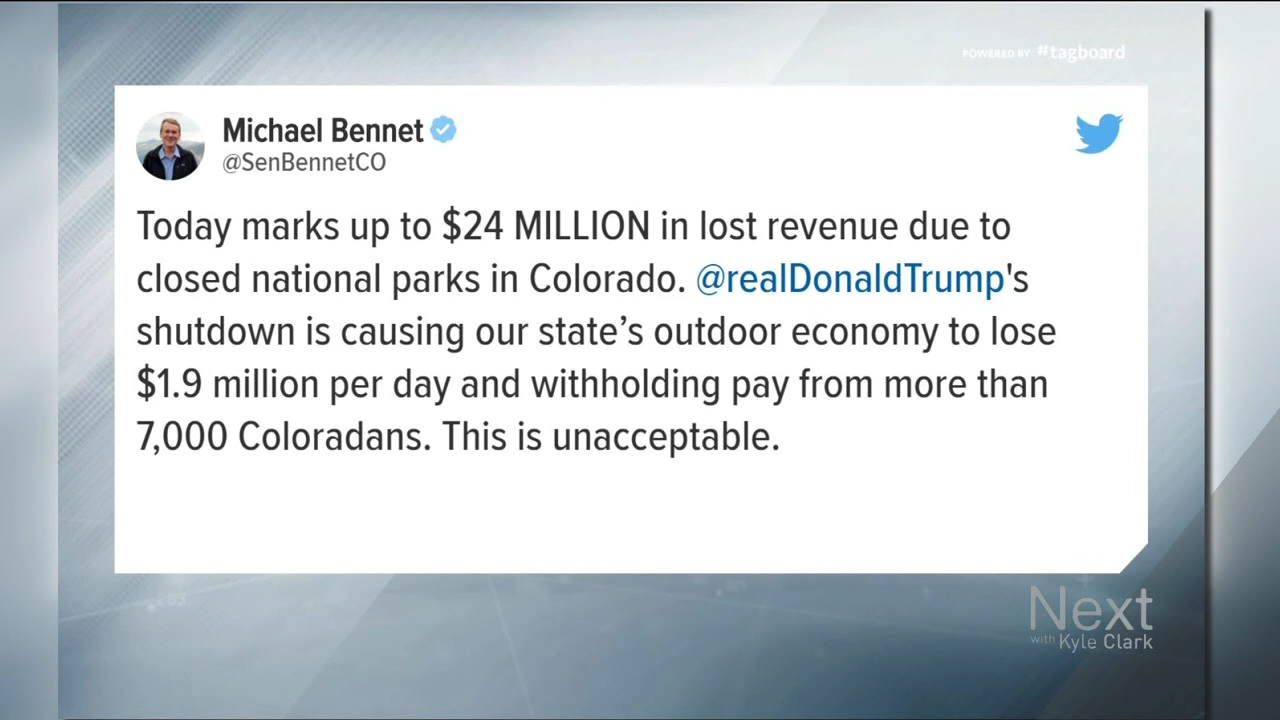 POWERED BY #tagboard
Michael Bennet
@SenBennetCO
Today marks up to $24 MILLION in lost revenue due to
closed national parks in Colorado. @realDonaldTrump's
shutdown is causing our state’s outdoor economy to lose
$1.9 million per day and withholding pay from more than
7,000 Coloradans. This is unacceptable.
Next
with Kyle Clark